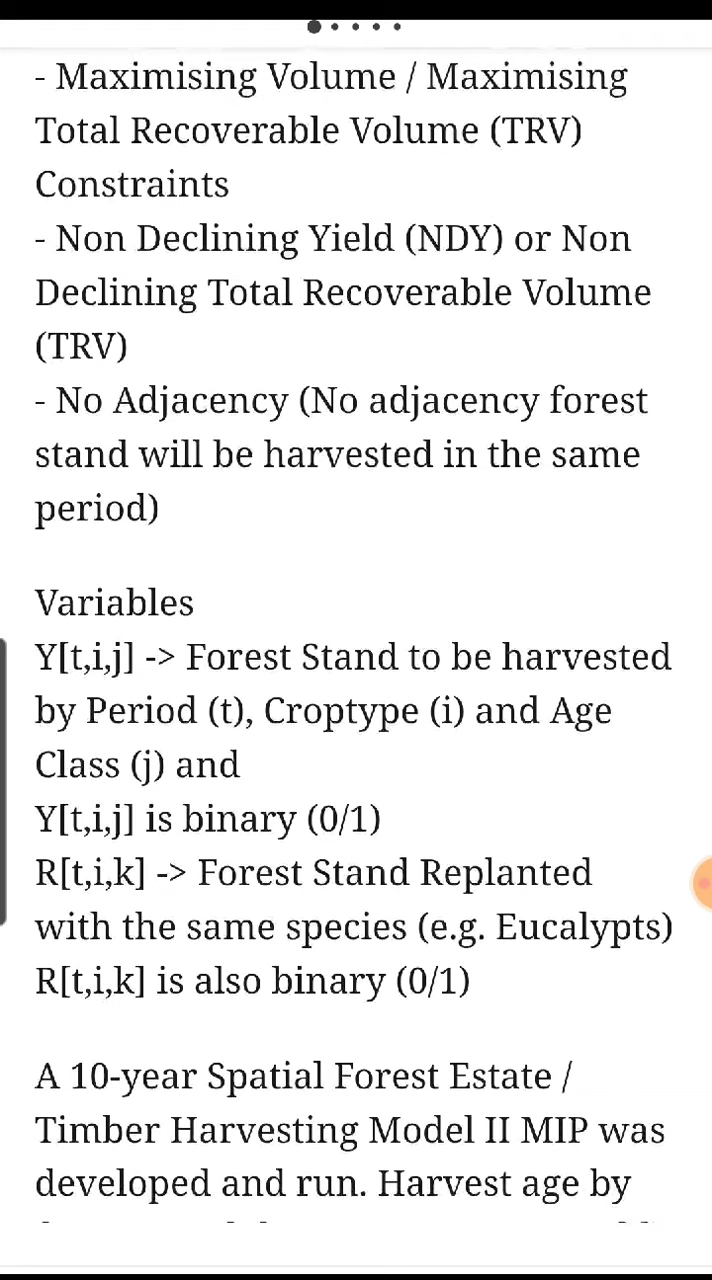 - Maximising Volume / Maximising
Total Recoverable Volume (TRV)
Constraints
- Non Declining Yield (NDY) or Non
Declining Total Recoverable Volume
(TRV)
- No Adjacency (No adjacency forest
stand will be harvested in the same
period)
Variables
Y[t,i,j] -> Forest Stand to be harvested
by Period (t), Croptype (i) and Age
Class (j) and
Y[t,i,j] is binary (0/1)
R[t,i,k] -> Forest Stand Replanted
with the same species (e.g. Eucalypts)
R[t,i,k] is also binary (0/1)
A 10-year Spatial Forest Estate /
Timber Harvesting Model II MIP was
developed and run. Harvest age by